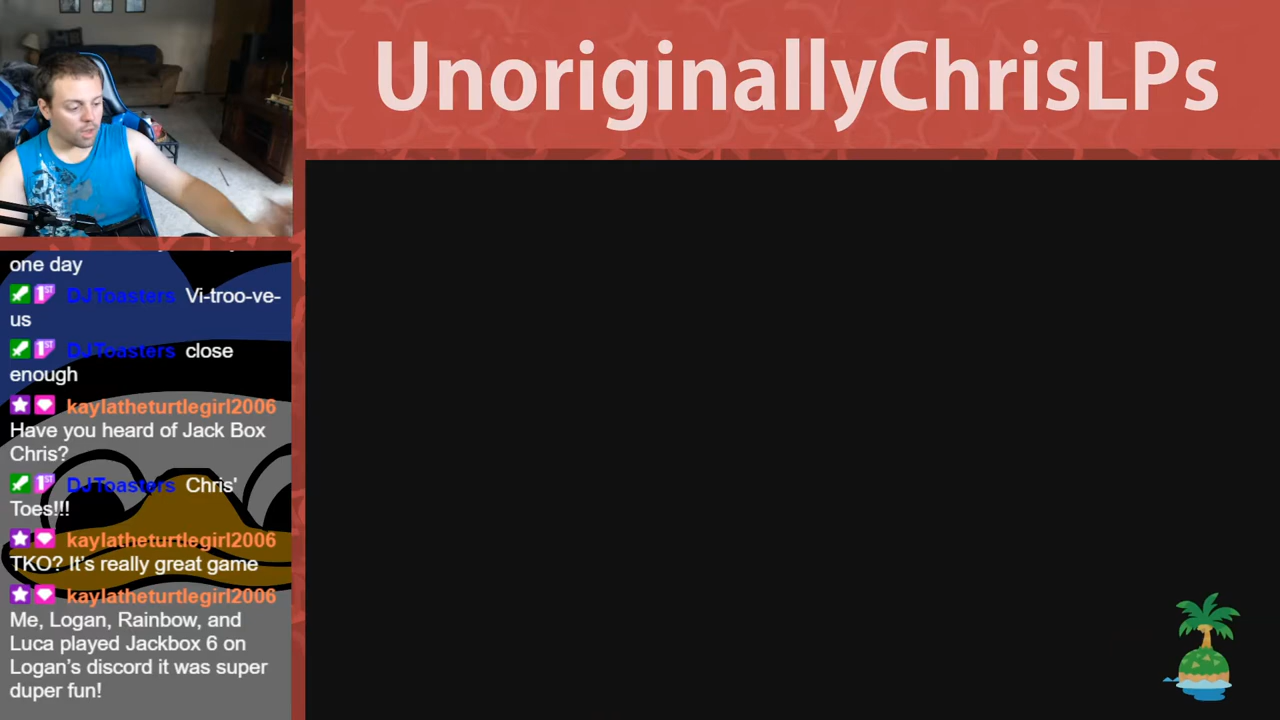 UnoriginallyChrisLPs
one day
DJToasters Vi-troo-ve-
us
DJToasters close
enough
kaylatheturtlegirl2006
Have you heard of Jack Box
Chris?
DJToasters Chris'
Toes!!!
kaylatheturtlegirl2006
TKO? It's really great game
kaylatheturtlegirl2006
Me, Logan, Rainbow, and
Luca played Jackbox 6 on
Logan's discord it was super
duper fun!